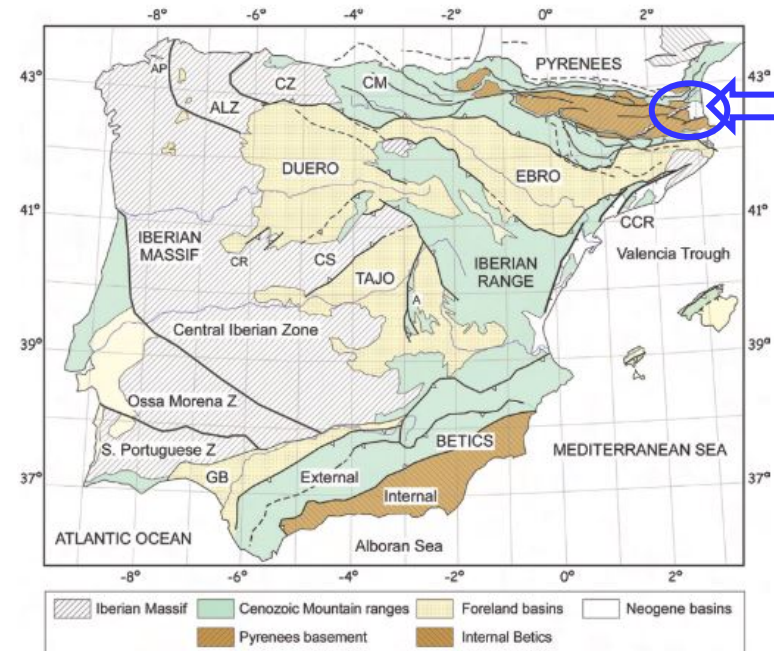 -8° -6° -4° -2° 0° 2°
43° 43°
AP
ALZ
CZ
CM
PYRENEES
DUERO
EBRO
41° 41°
CCR
IBERIAN
MASSIF
CR
CS
TAJO
A
IBERIAN
RANGE
Valencia Trough
39° 39°
Central Iberian Zone
Ossa Morena Z
S. Portuguese Z
GB
External
BETICS
Internal
MEDITERRANEAN SEA
37° 37°
ATLANTIC OCEAN
Alboran Sea
-8° -6° -4° -2° 0° 2°
Iberian Massif Cenozoic Mountain ranges Foreland basins Neogene basins
Pyrenees basement Internal Betics